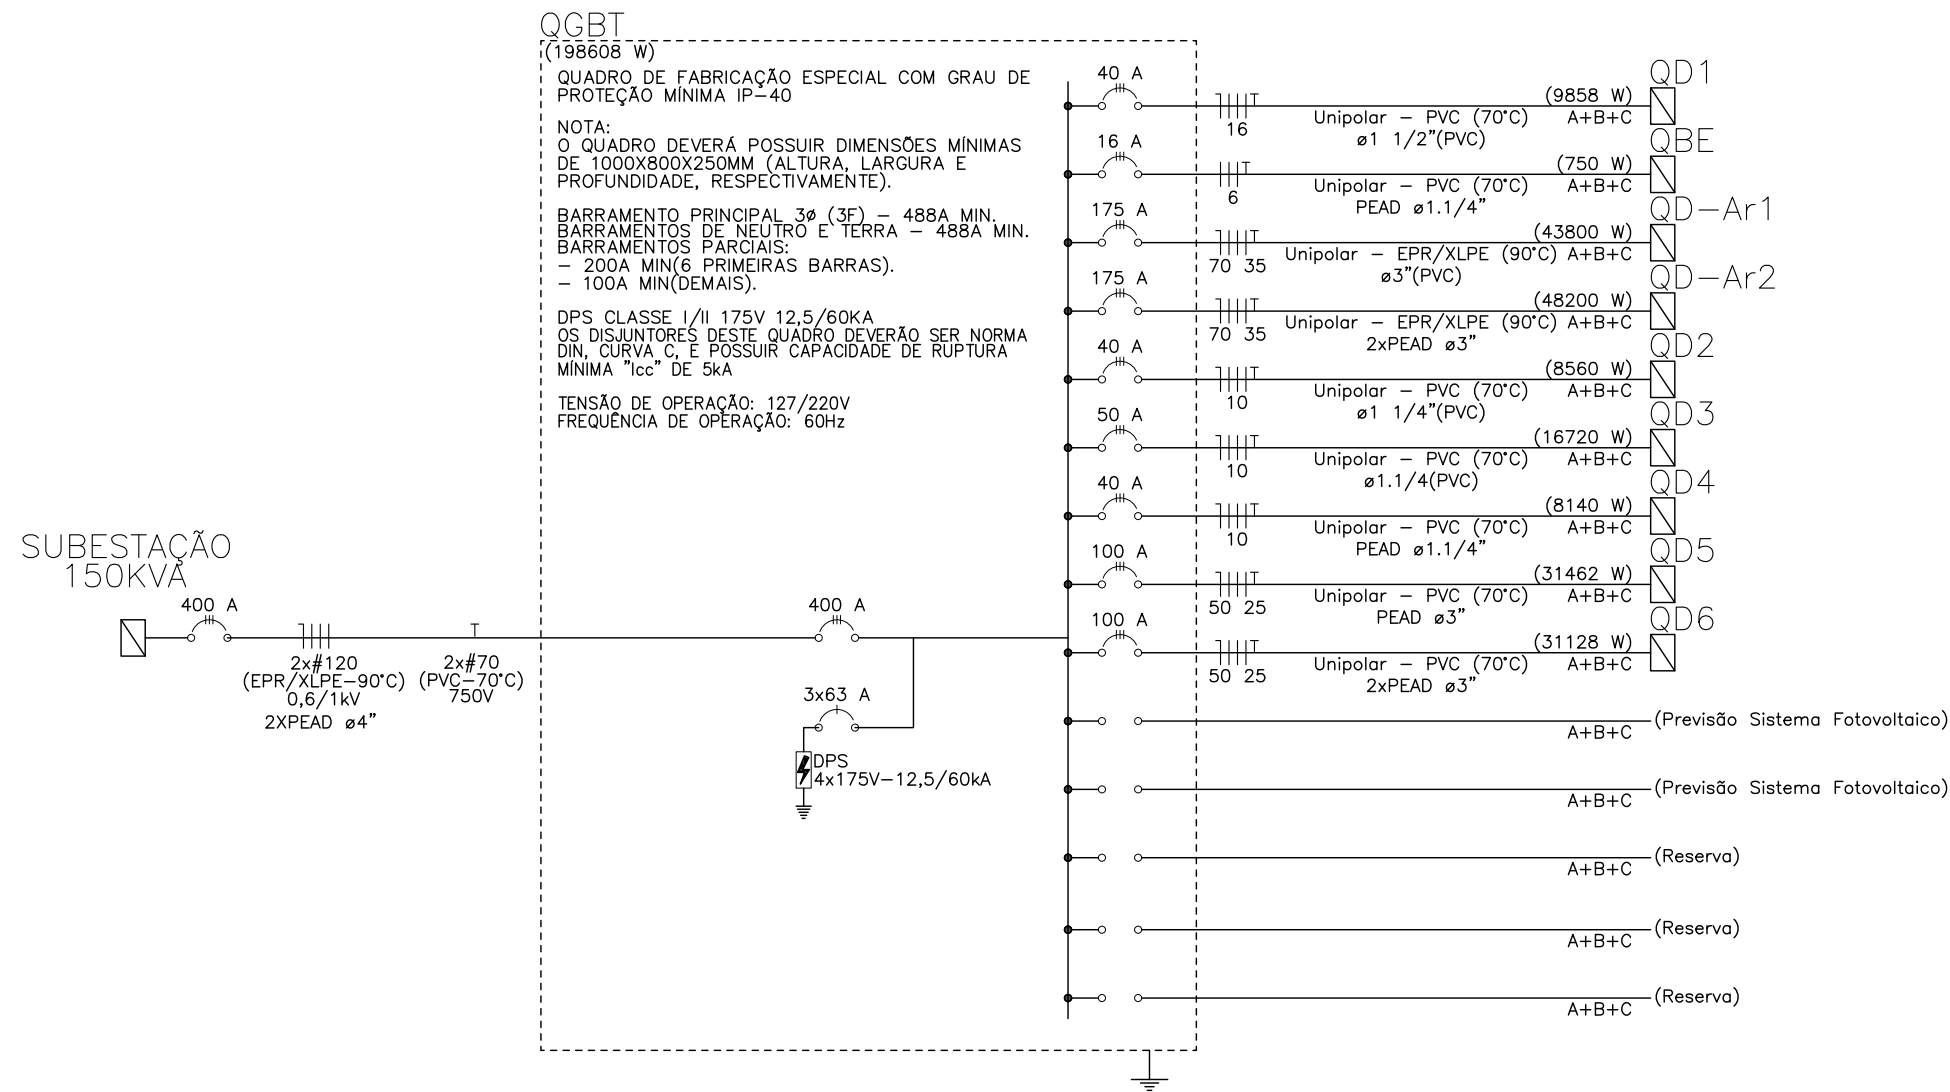 QGBT
(198608 W)
QUADRO DE FABRICAÇÃO ESPECIAL COM GRAU DE
PROTEÇÃO MÍNIMA IP-40
NOTA:
O QUADRO DEVERÁ POSSUIR DIMENSÕES MÍNIMAS
DE 1000X800X250MM (ALTURA, LARGURA E
PROFUNDIDADE, RESPECTIVAMENTE).
BARRAMENTO PRINCIPAL 3ø (3F) - 488A MIN.
BARRAMENTOS DE NEUTRO E TERRA - 488A MIN.
BARRAMENTOS PARCIAIS:
- 200A MIN(6 PRIMEIRAS BARRAS).
- 100A MIN(DEMAIS).
DPS CLASSE I/II 175V 12,5/60KA
OS DISJUNTORES DESTE QUADRO DEVERÃO SER NORMA
DIN, CURVA C, E POSSUIR CAPACIDADE DE RUPTURA
MÍNIMA "Icc" DE 5kA
TENSÃO DE OPERAÇÃO: 127/220V
FREQUÊNCIA DE OPERAÇÃO: 60Hz
SUBESTAÇÃO
150KVA
400 A
2x#120
(EPR/XLPE-90°C)
0,6/1kV
2XPEAD ø4"
2x#70
(PVC-70°C)
750V
400 A
3x63 A
DPS
4x175V-12,5/60kA
40 A
16
(9858 W)
Unipolar - PVC (70°C)
A+B+C
ø1 1/2"(PVC)
QD1
16 A
6
(750 W)
Unipolar - PVC (70°C)
A+B+C
PEAD ø1.1/4"
QBE
175 A
70 35
(43800 W)
Unipolar - EPR/XLPE (90°C) A+B+C
ø3"(PVC)
QD-Ar1
175 A
70 35
(48200 W)
Unipolar - EPR/XLPE (90°C) A+B+C
2xPEAD ø3"
QD-Ar2
40 A
10
(8560 W)
Unipolar - PVC (70°C)
A+B+C
ø1 1/4"(PVC)
QD2
50 A
10
(16720 W)
Unipolar - PVC (70°C)
A+B+C
ø1.1/4(PVC)
QD3
40 A
10
(8140 W)
Unipolar - PVC (70°C)
A+B+C
PEAD ø1.1/4"
QD4
100 A
50 25
(31462 W)
Unipolar - PVC (70°C)
A+B+C
PEAD ø3"
QD5
100 A
50 25
(31128 W)
Unipolar - PVC (70°C)
A+B+C
2xPEAD ø3"
QD6
(Previsão Sistema Fotovoltaico)
A+B+C
(Previsão Sistema Fotovoltaico)
A+B+C
(Reserva)
A+B+C
(Reserva)
A+B+C
(Reserva)
A+B+C